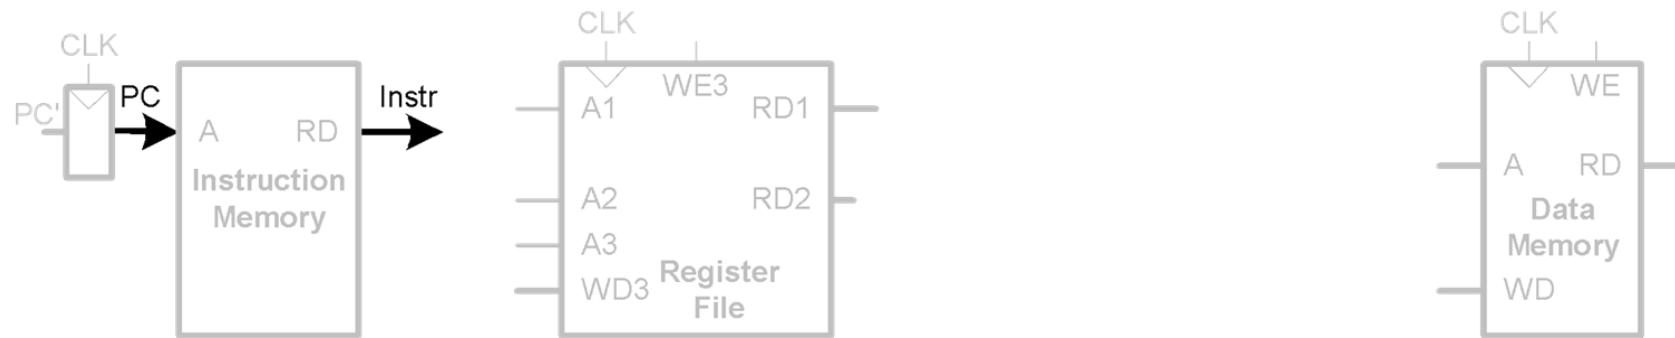 CLK
PC'
PC
A
RD
Instruction
Memory
Instr
CLK
WE3
A1
RD1
A2
RD2
A3
WD3
Register
File
CLK
WE
A
RD
Data
Memory
WD